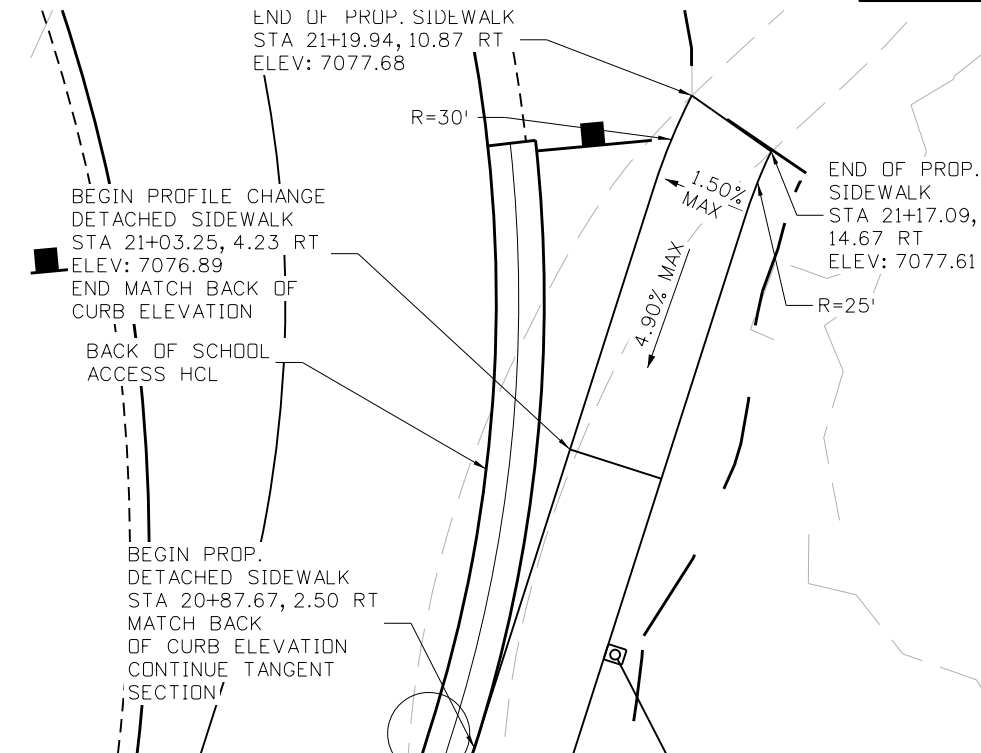 END OF PROP. SIDEWALK
STA 21+19.94, 10.87 RT
ELEV: 7077.68
R=30'
BEGIN PROFILE CHANGE
DETACHED SIDEWALK
STA 21+03.25, 4.23 RT
ELEV: 7076.89
END MATCH BACK OF
CURB ELEVATION
1.50%
MAX
4.90% MAX
END OF PROP.
SIDEWALK
STA 21+17.09,
14.67 RT
ELEV: 7077.61
R=25'
BACK OF SCHOOL
ACCESS HCL
BEGIN PROP.
DETACHED SIDEWALK
STA 20+87.67, 2.50 RT
MATCH BACK
OF CURB ELEVATION
CONTINUE TANGENT
SECTION